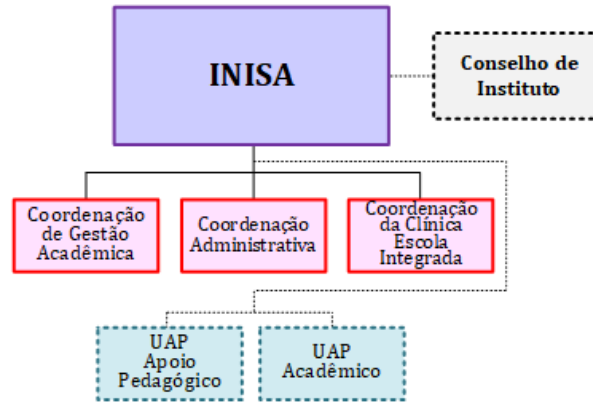 INISA
Conselho de
Instituto
Coordenação
de Gestão
Acadêmica
Coordenação
Administrativa
Coordenação
da Clínica
Escola
Integrada
UAP
Apoio
Pedagógico
UAP
Acadêmico